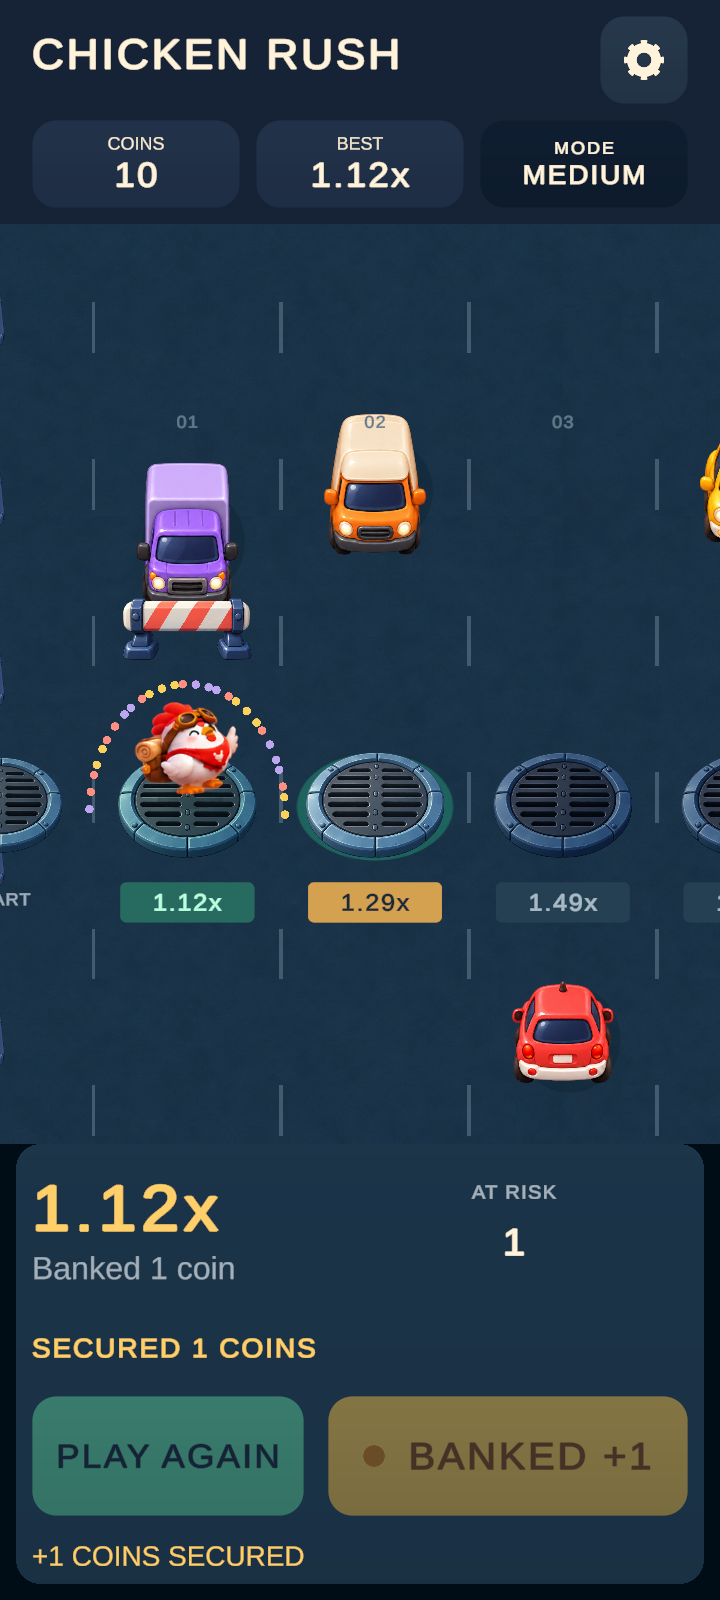 CHICKEN RUSH
COINS
10
BEST
1.12x
MODE
MEDIUM
01
02
03
ART
1.12x
1.29x
1.49x
1.12x
Banked 1 coin
AT RISK
1
SECURED 1 COINS
PLAY AGAIN
BANKED +1
+1 COINS SECURED